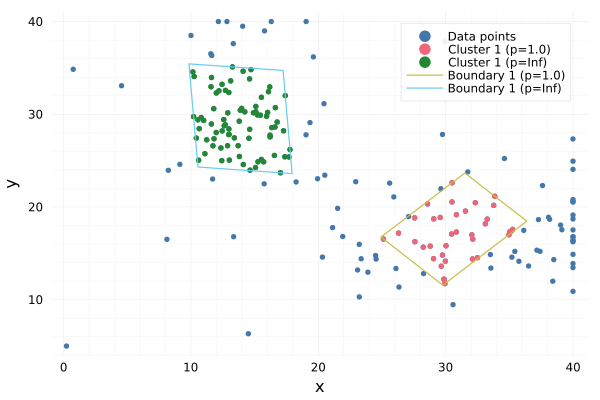 40
30
20
10
y
0
10
20
30
40
x
Data points
Cluster 1 (p=1.0)
Cluster 1 (p=Inf)
Boundary 1 (p=1.0)
Boundary 1 (p=Inf)